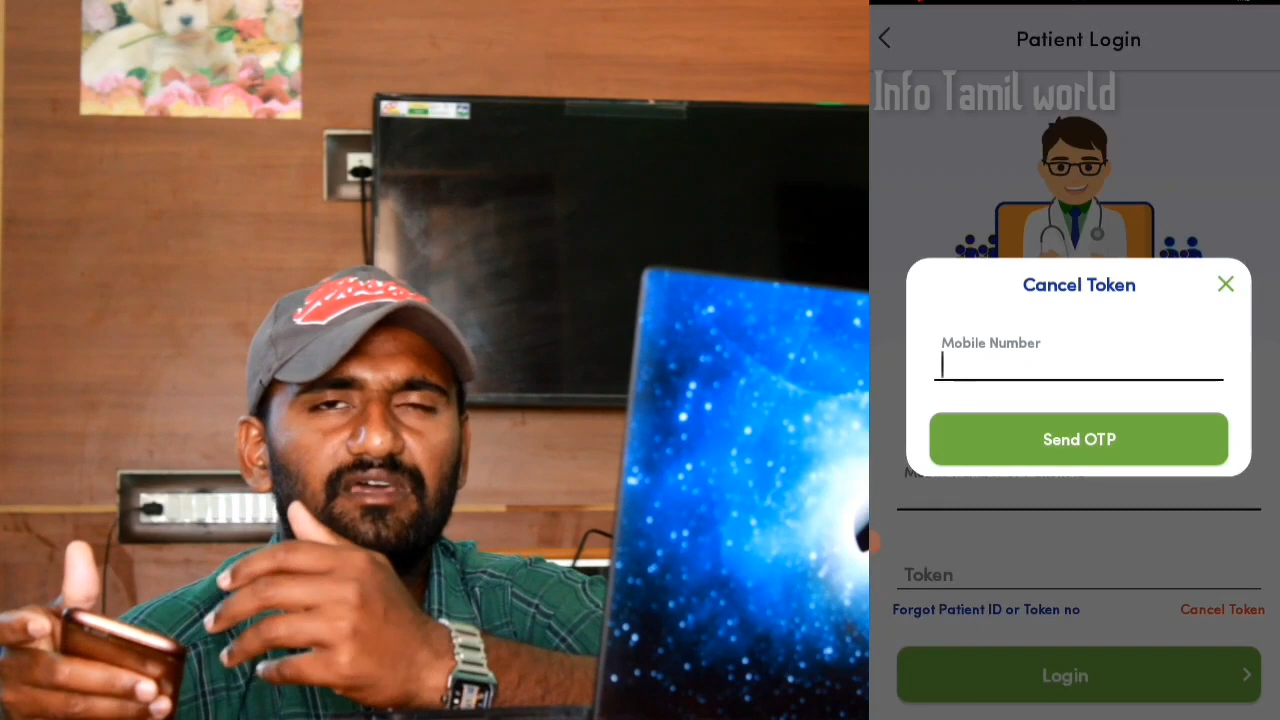 Patient Login
Info Tamil world
Cancel Token
Mobile Number
Send OTP
Token
Forgot Patient ID or Token no
Cancel Token
Login